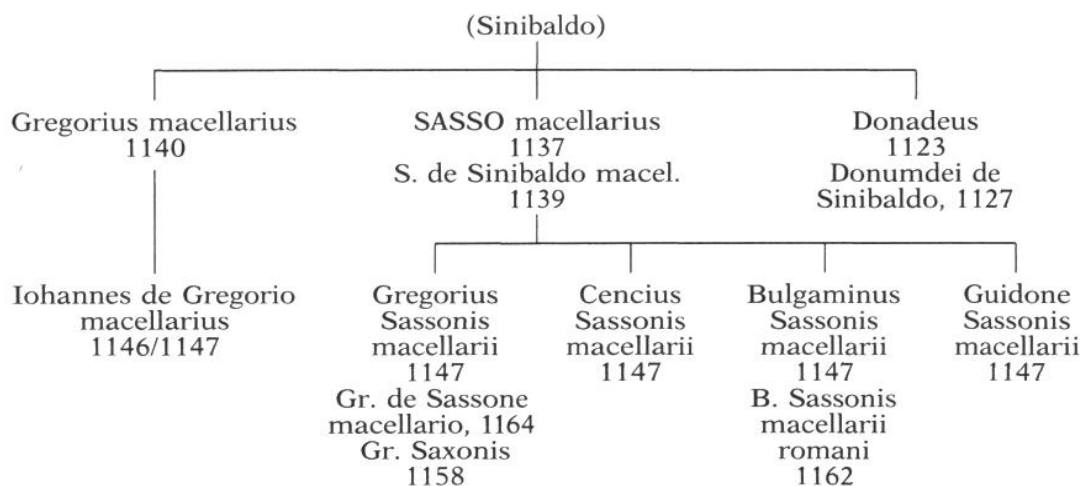 (Sinibaldo)
Gregorius macellarius
1140
SASSO macellarius
1137
S. de Sinibaldo macel.
1139
Donadeus
1123
Donumdei de
Sinibaldo, 1127
Iohannes de Gregorio
macellarius
1146/1147
Gregorius
Sassonis
macellarii
1147
Gr. de Sassone
macellario, 1164
Gr. Saxonis
1158
Cencius
Sassonis
macellarii
1147
Bulgaminus
Sassonis
macellarii
1147
B. Sassonis
macellarii
romani
1162
Guidone
Sassonis
macellarii
1147